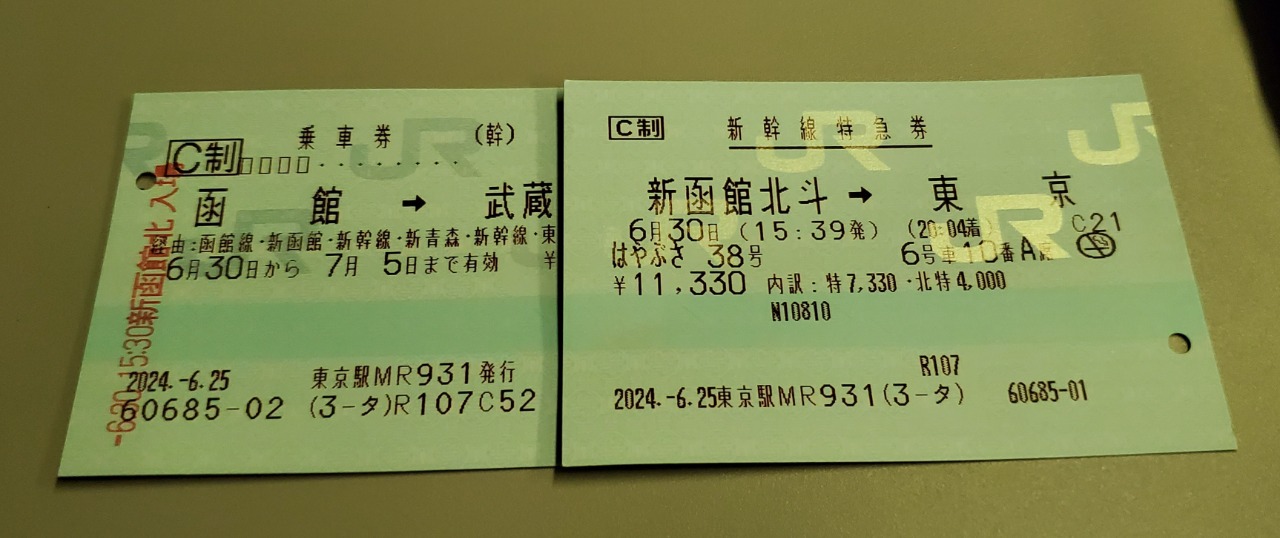 乗車券 (幹)
C制 □□□□・・・・・・・・
函館 → 武蔵
由:函館線・新函館・新幹線・新青森・新幹線・東
6月30日から 7月 5日まで有効 ¥
2024.-6.25 東京駅MR931発行
60685-02 (3-タ)R107C52
-6.30 15:30 新函館北 入場
JR
C制 新幹線特急券
新函館北斗 → 東京
6月30日 (15:39発) (20:04着) C21
はやぶさ 38号 6号車10番A席
¥11,330 内訳:特7,330・北特4,000
N10810
R107
2024.-6.25東京駅MR931(3-タ) 60685-01
JR
JR
JR